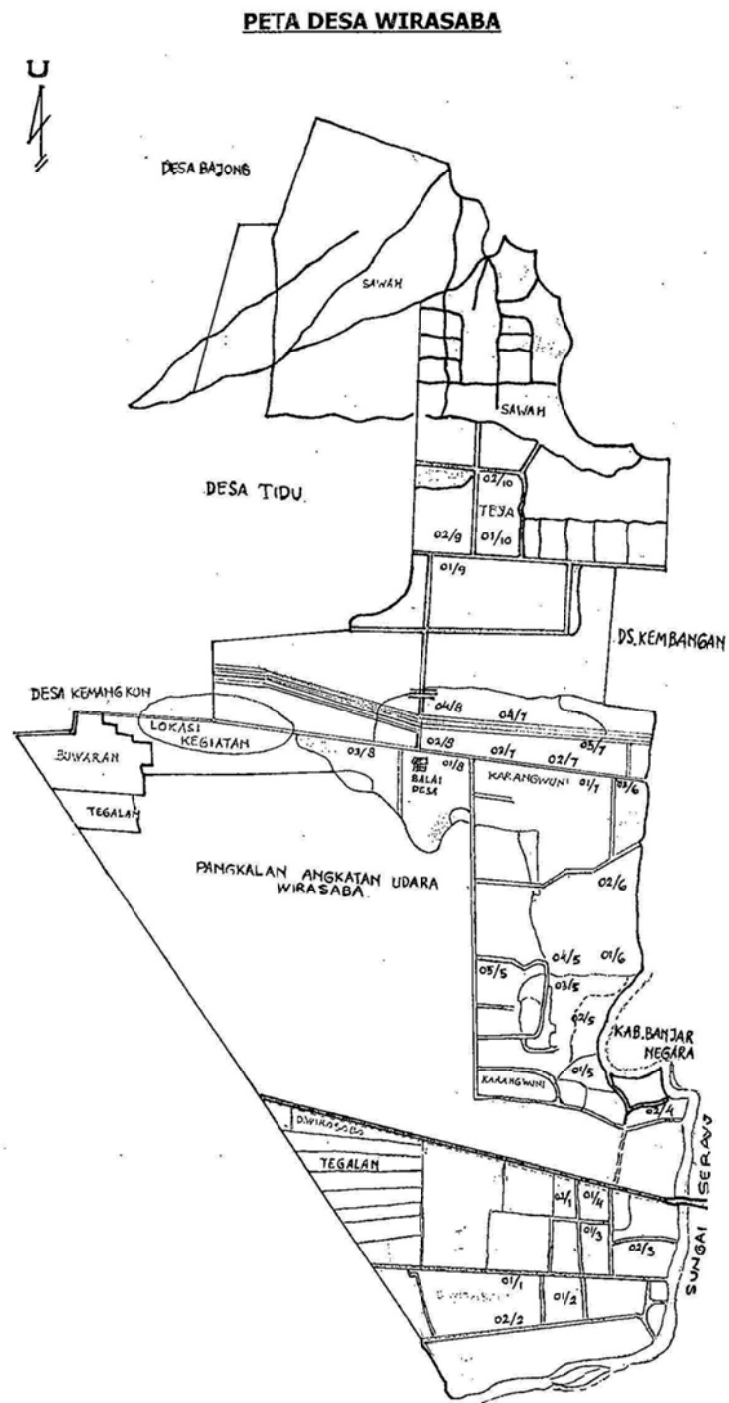 PETA DESA WIRASABA
U
DESA BAJONG
SAWAH
SAWAH
DESA TIDU
02/10
TEYA
02/9
01/10
01/9
DS. KEMBANGAN
DESA KEMANGKON
LOKASI
KEGIATAN
04/8
04/7
05/7
03/8
02/8
02/7
02/7
BUWARAN
01/8
BALAI
DESA
KARANGWUNI
01/7
03/6
TEGALAN
PANGKALAN ANGKATAN UDARA
WIRASABA
02/6
04/5
01/6
05/5
03/5
02/5
KAB. BANJAR
NEGARA
01/5
KARANGWUNI
02/4
D.WIRASABA
TEGALAN
02/1
01/4
01/3
02/3
SUNGAI SERAYU
01/1
01/2
02/2